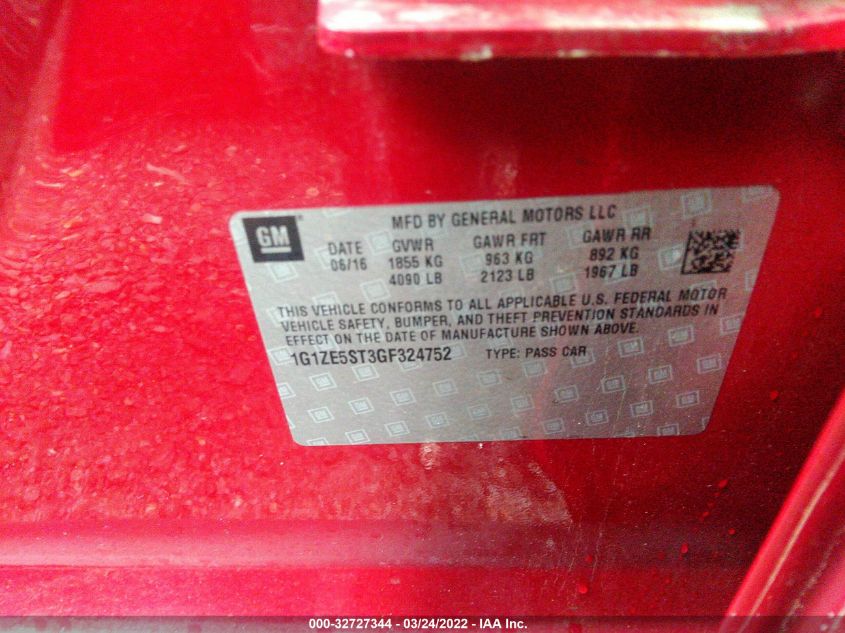 GM
MFD BY GENERAL MOTORS LLC
DATE GVWR GAWR FRT GAWR RR
06/16 1855 KG 963 KG 892 KG
4090 LB 2123 LB 1967 LB
THIS VEHICLE CONFORMS TO ALL APPLICABLE U.S. FEDERAL MOTOR
VEHICLE SAFETY, BUMPER, AND THEFT PREVENTION STANDARDS IN
EFFECT ON THE DATE OF MANUFACTURE SHOWN ABOVE.
1G1ZE5ST3GF324752 TYPE: PASS CAR
000-32727344 - 03/24/2022 - IAA Inc.